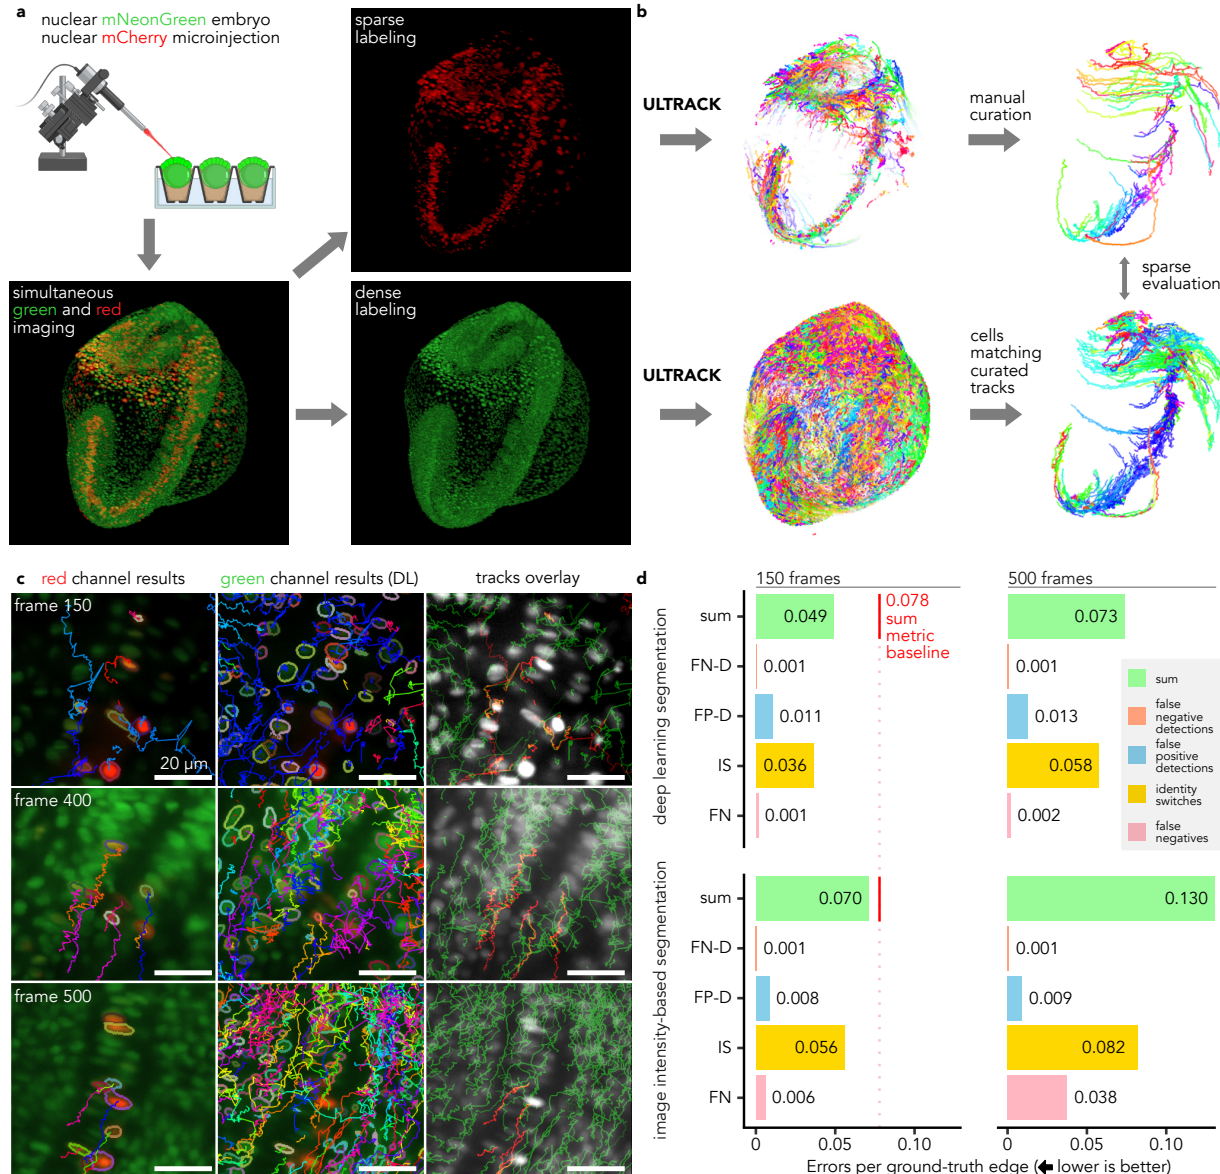 a
nuclear mNeonGreen embryo
nuclear mCherry microinjection
sparse
labeling
simultaneous
green and red
imaging
dense
labeling
b
ULTRACK
manual
curation
sparse
evaluation
ULTRACK
cells
matching
curated
tracks
c
red channel results
green channel results (DL)
tracks overlay
frame 150
20 µm
frame 400
frame 500
d
150 frames
500 frames
deep learning segmentation
sum
0.049
0.078
sum
metric
baseline
0.073
FN-D
0.001
0.001
FP-D
0.011
0.013
IS
0.036
0.058
FN
0.001
0.002
sum
false
negative
detections
false
positive
detections
identity
switches
false
negatives
image intensity-based segmentation
sum
0.070
0.130
FN-D
0.001
0.001
FP-D
0.008
0.009
IS
0.056
0.082
FN
0.006
0.038
0
0.05
0.10
0
0.05
0.10
Errors per ground-truth edge (🡄 lower is better)